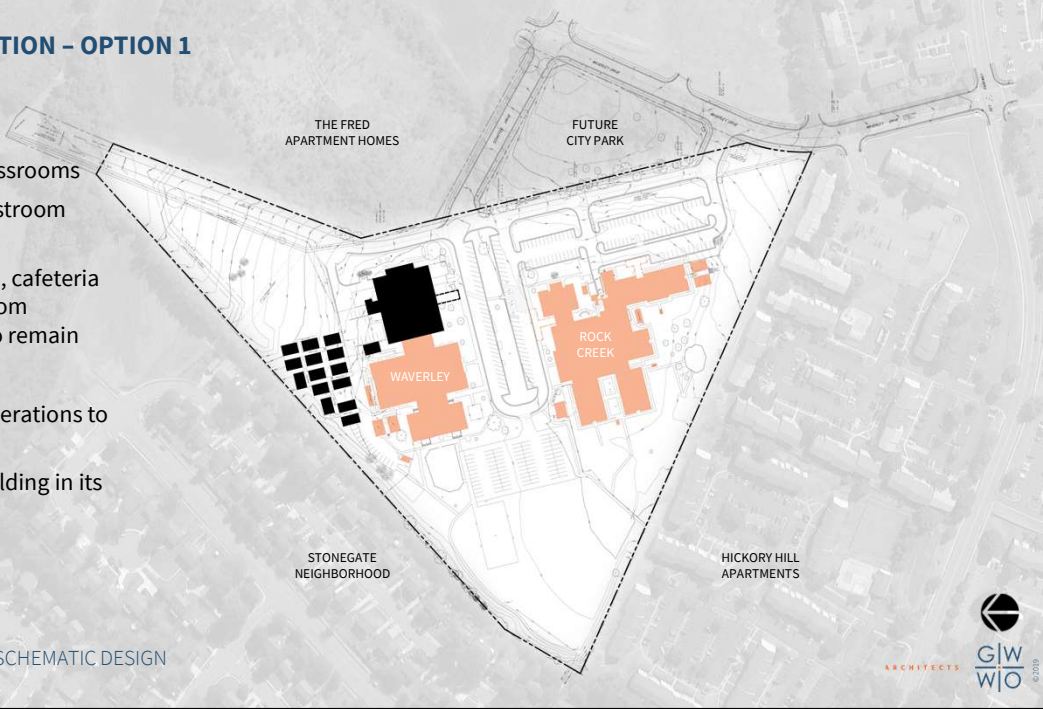 TION – OPTION 1
THE FRED
APARTMENT HOMES
FUTURE
CITY PARK
ssrooms
stroom
, cafeteria
om
o remain
erations to
lding in its
ROCK
CREEK
WAVERLEY
STONEGATE
NEIGHBORHOOD
HICKORY HILL
APARTMENTS
SCHEMATIC DESIGN
ARCHITECTS
G|W
W|O
©2019